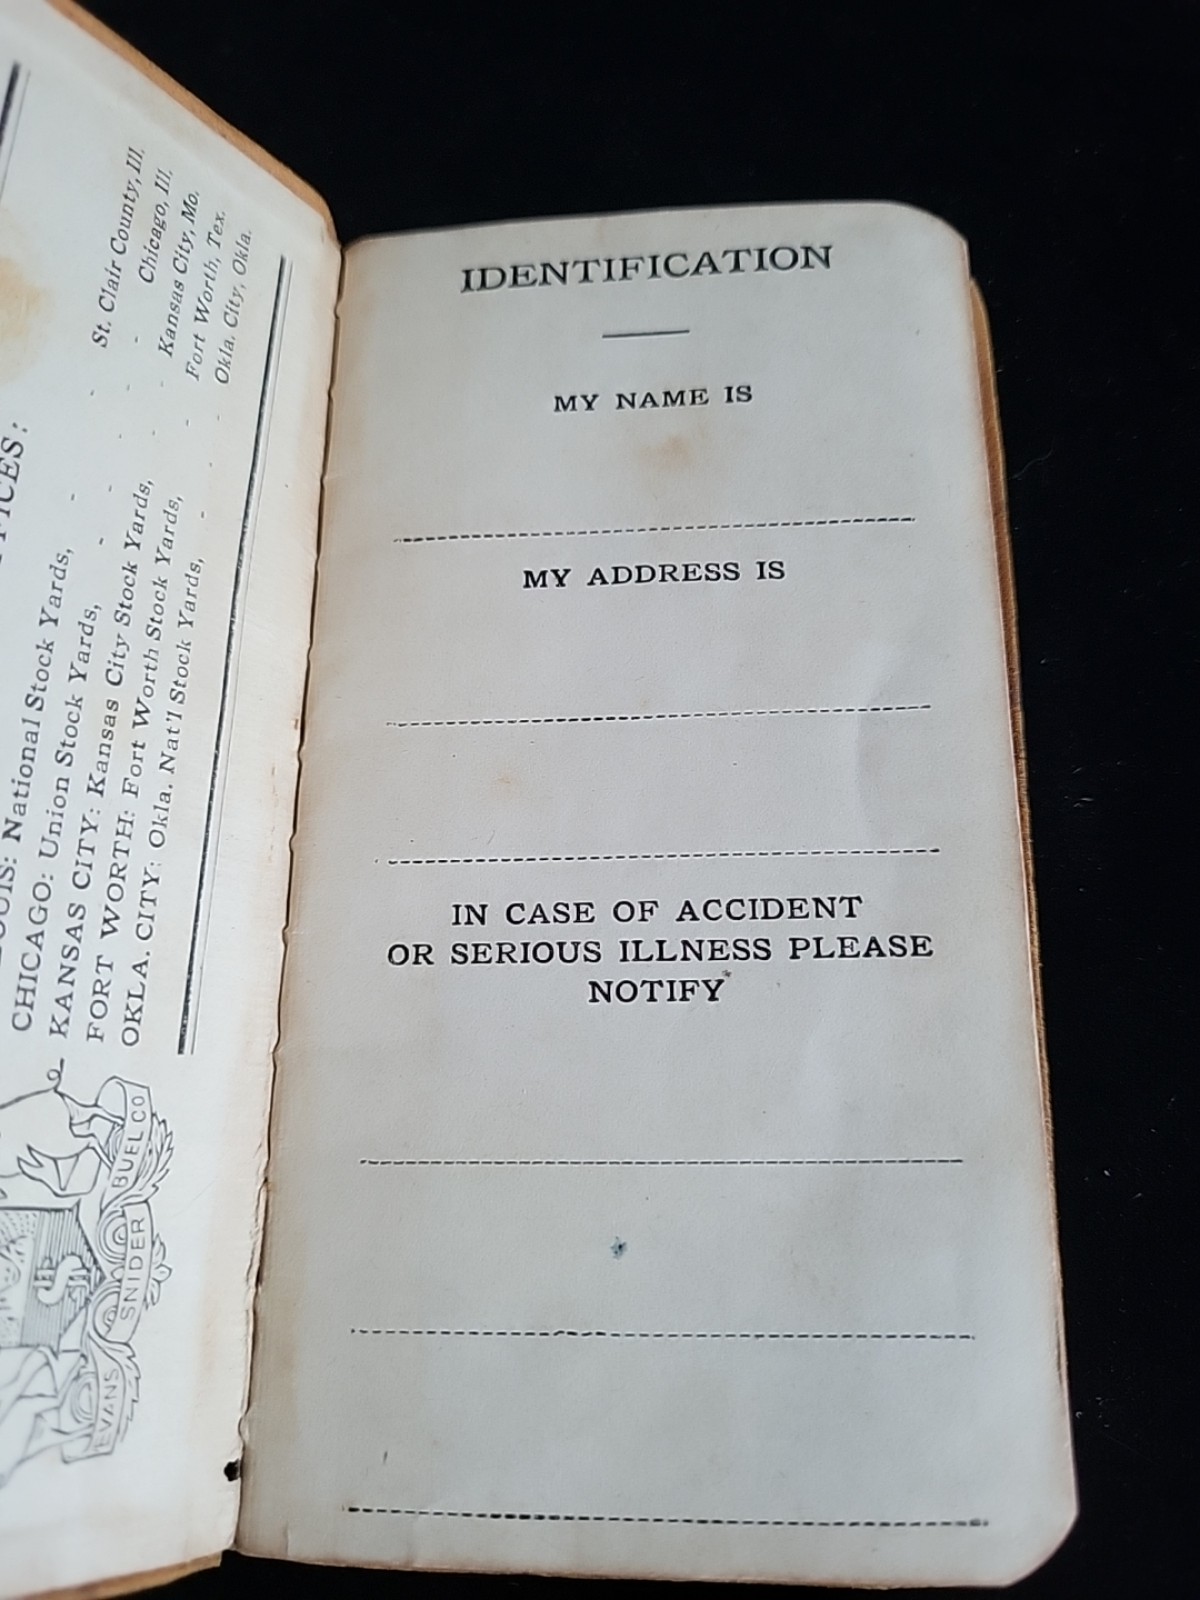 St. Clair County, Ill.
CHICAGO: Union Stock Yards, - - - Chicago, Ill.
KANSAS CITY: Kansas City Stock Yards, - Kansas City, Mo.
FORT WORTH: Fort Worth Stock Yards, - Fort Worth, Tex.
OKLA. CITY: Okla. Nat'l Stock Yards, - - Okla. City, Okla.
National Stock Yards, - -
EVANS SNIDER BUEL CO
IDENTIFICATION
MY NAME IS
MY ADDRESS IS
IN CASE OF ACCIDENT
OR SERIOUS ILLNESS PLEASE
NOTIFY